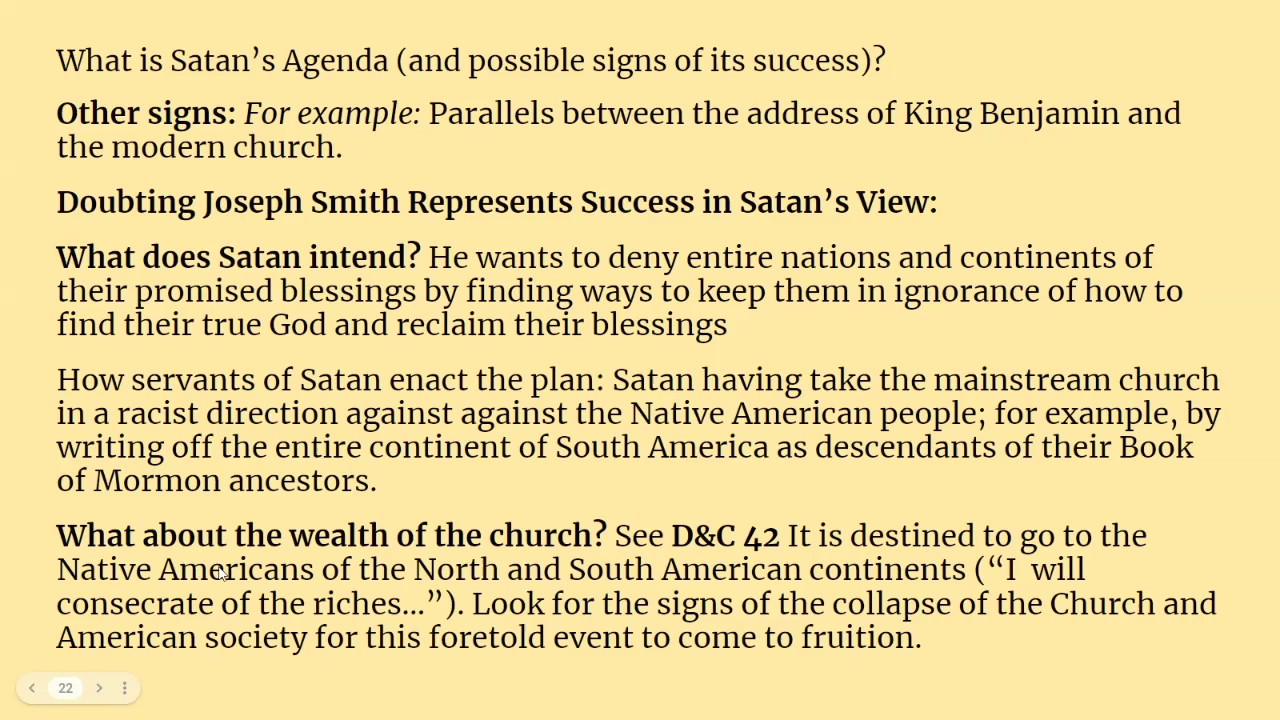 What is Satan’s Agenda (and possible signs of its success)?
Other signs: For example: Parallels between the address of King Benjamin and
the modern church.
Doubting Joseph Smith Represents Success in Satan’s View:
What does Satan intend? He wants to deny entire nations and continents of
their promised blessings by finding ways to keep them in ignorance of how to
find their true God and reclaim their blessings
How servants of Satan enact the plan: Satan having take the mainstream church
in a racist direction against against the Native American people; for example, by
writing off the entire continent of South America as descendants of their Book
of Mormon ancestors.
What about the wealth of the church? See D&C 42 It is destined to go to the
Native Americans of the North and South American continents (“I will
consecrate of the riches...”). Look for the signs of the collapse of the Church and
American society for this foretold event to come to fruition.
22